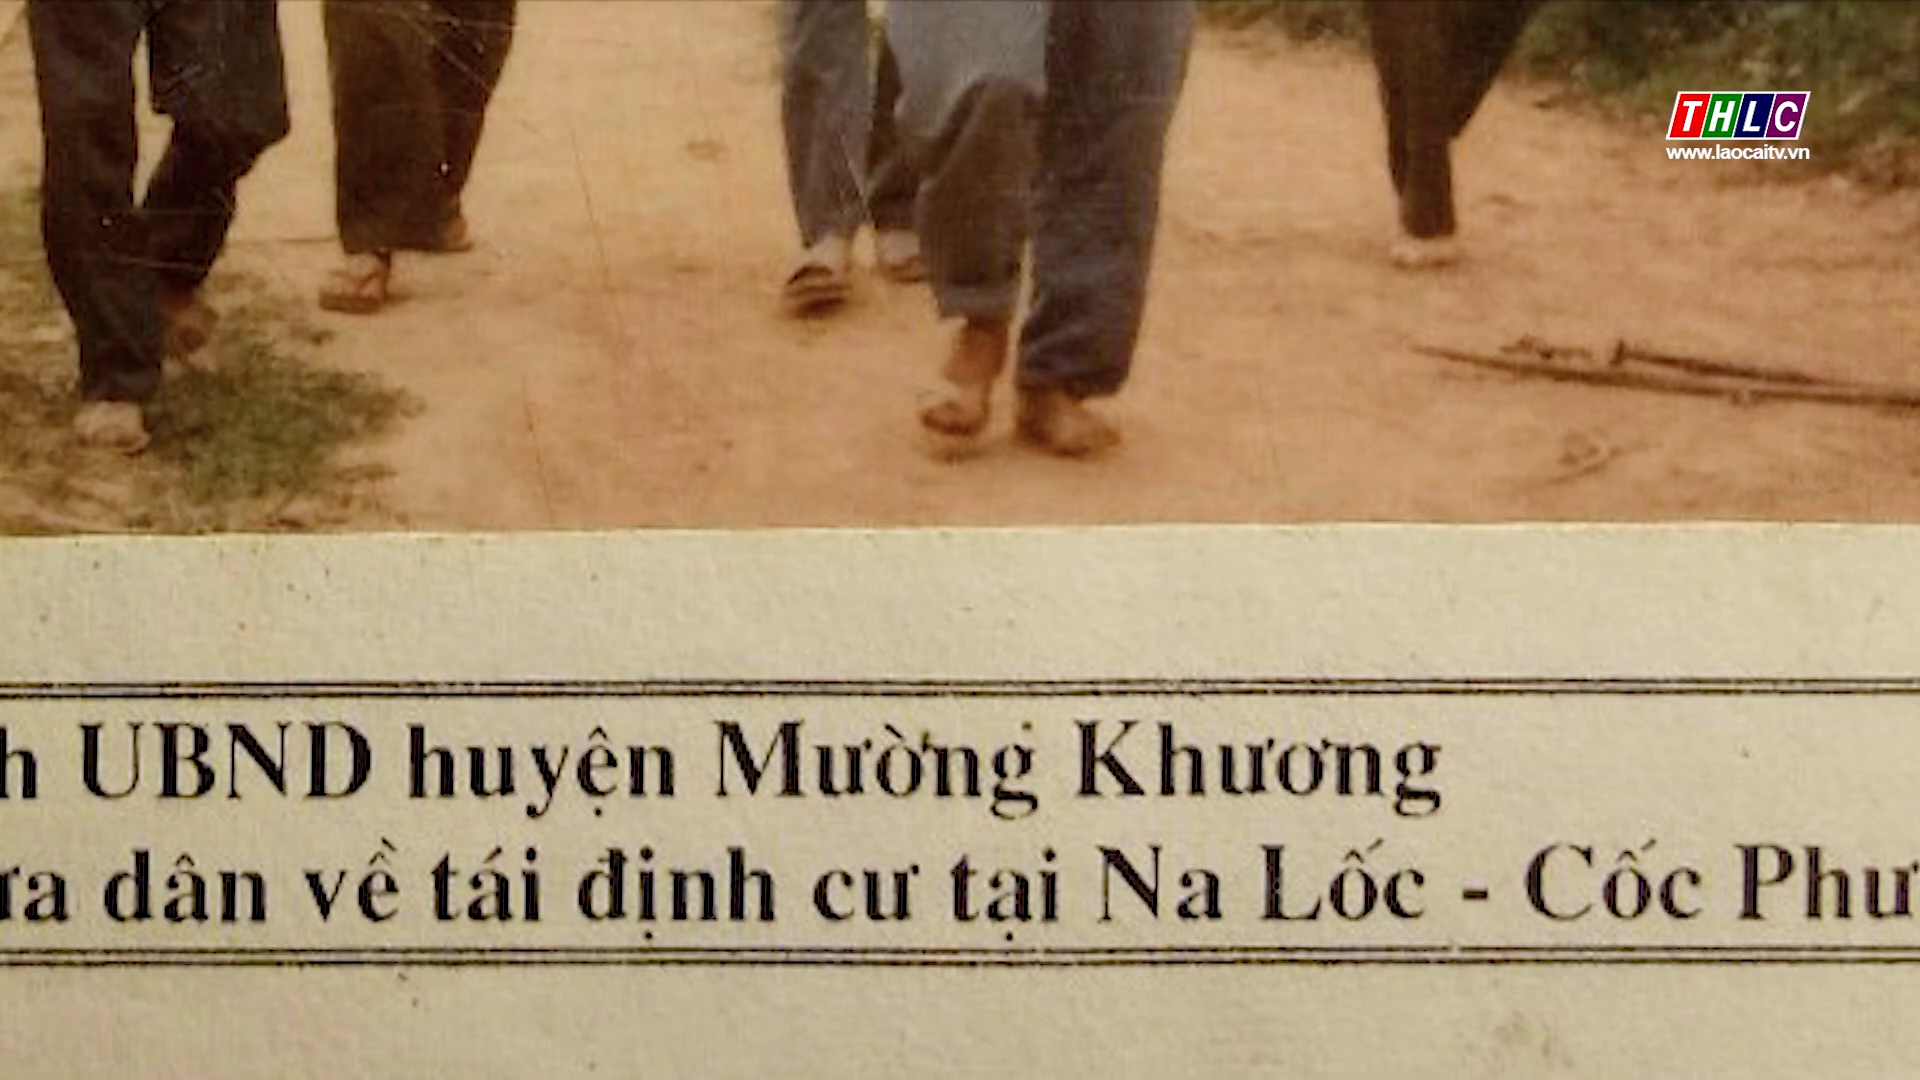 THLC
www.laocaitv.vn
h UBND huyện Mường Khương
ưa dân về tái định cư tại Na Lốc - Cốc Phư